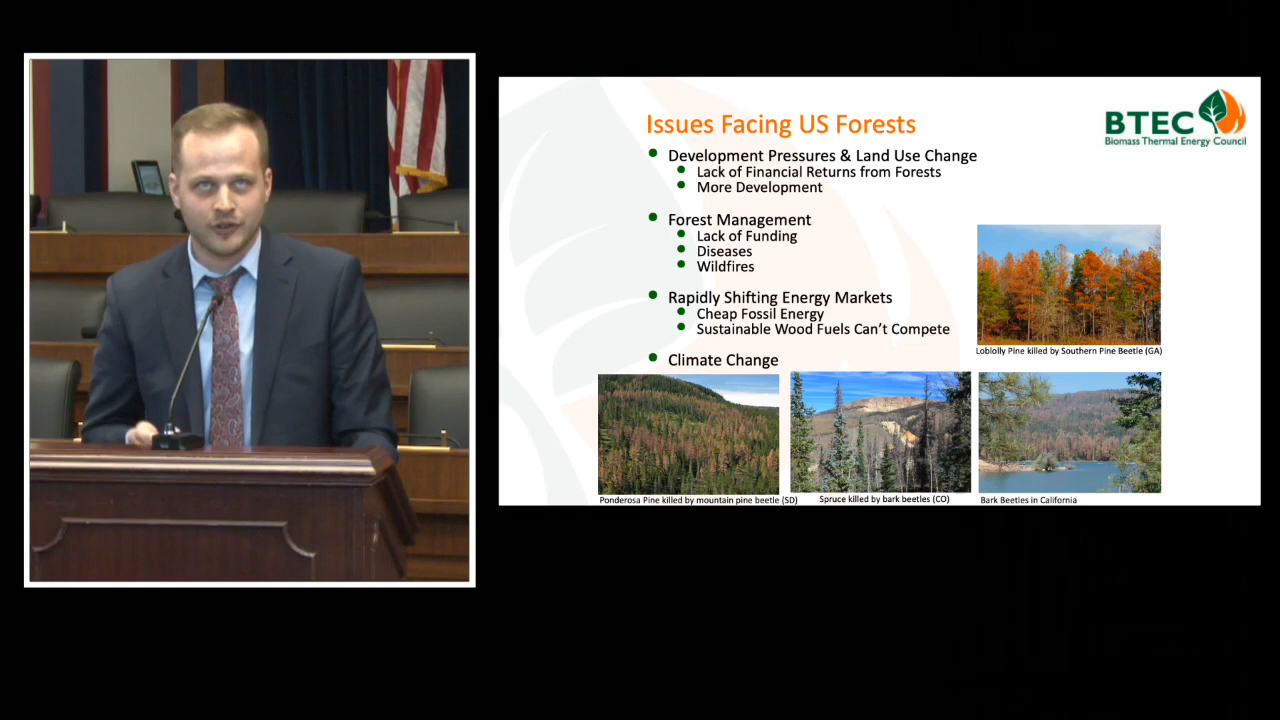 Issues Facing US Forests
BTEC
Biomass Thermal Energy Council
Development Pressures & Land Use Change
Lack of Financial Returns from Forests
More Development
Forest Management
Lack of Funding
Diseases
Wildfires
Rapidly Shifting Energy Markets
Cheap Fossil Energy
Sustainable Wood Fuels Can't Compete
Climate Change
Loblolly Pine killed by Southern Pine Beetle (GA)
Ponderosa Pine killed by mountain pine beetle (SD)
Spruce killed by bark beetles (CO)
Bark Beetles in California